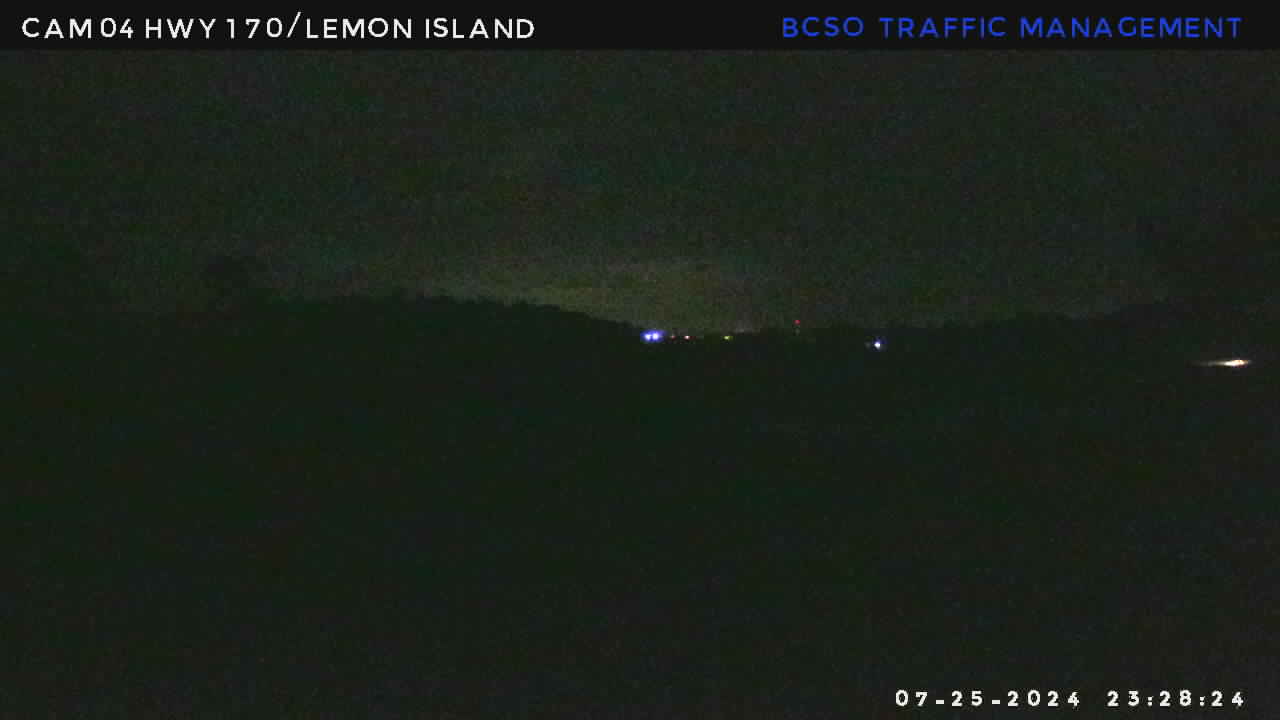 CAM04 HWY 170/LEMON ISLAND
BCSO TRAFFIC MANAGEMENT
07-25-2024 23:28:24